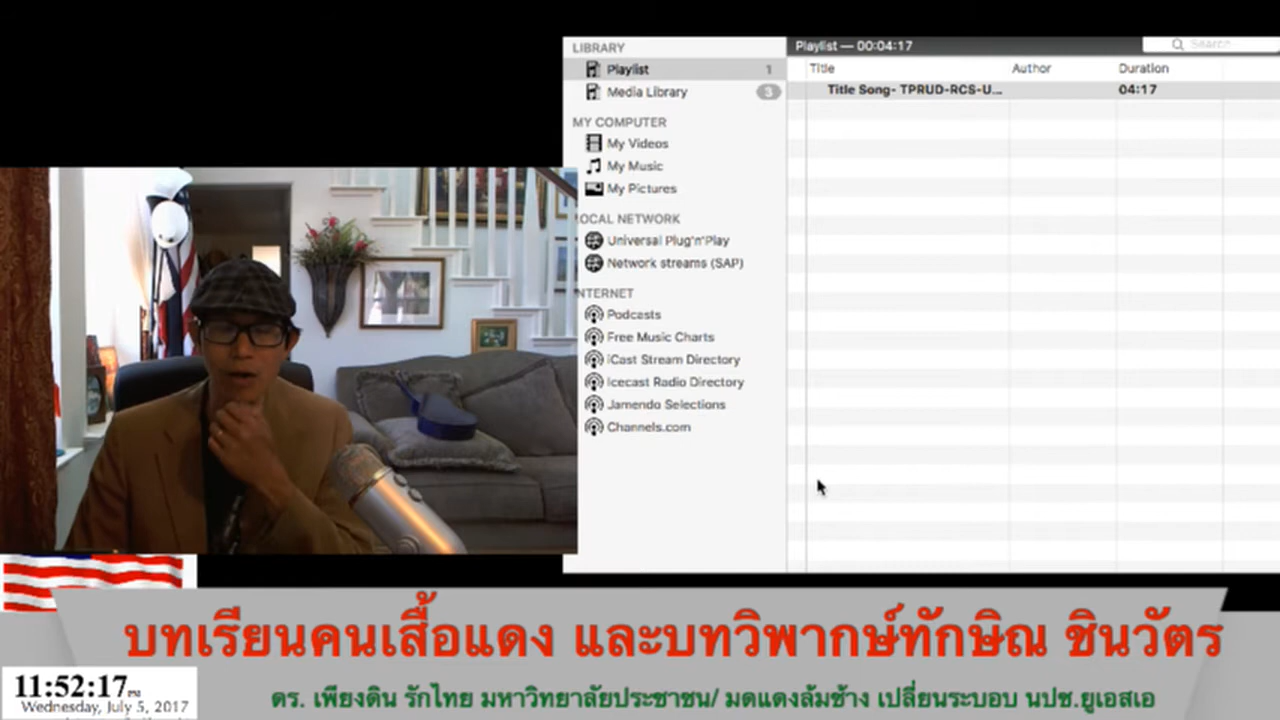 LIBRARY
Playlist 1
Media Library 3
MY COMPUTER
My Videos
My Music
My Pictures
OCAL NETWORK
Universal Plug'n'Play
Network streams (SAP)
NTERNET
Podcasts
Free Music Charts
iCast Stream Directory
Icecast Radio Directory
Jamendo Selections
Channels.com
Playlist — 00:04:17
Search
Title Author Duration
Title Song- TPRUD-RCS-U... 04:17
บทเรียนคนเสื้อแดง และบทวิพากษ์ทักษิณ ชินวัตร
11:52:17 PM
Wednesday, July 5, 2017
ดร. เพียงดิน รักไทย มหาวิทยาลัยประชาชน/ มดแดงล้มช้าง เปลี่ยนระบอบ นปช.ยูเอสเอ